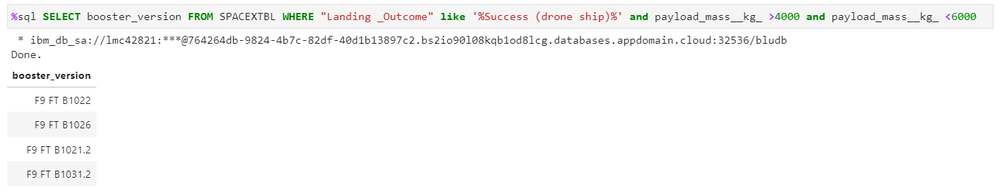 %sql SELECT booster_version FROM SPACEXTBL WHERE "Landing _Outcome" like '%Success (drone ship)%' and payload_mass__kg_ >4000 and payload_mass__kg_ <6000
* ibm_db_sa://lmc42821:***@764264db-9824-4b7c-82df-40d1b13897c2.bs2io90l08kqb1od8lcg.databases.appdomain.cloud:32536/bludb
Done.
booster_version
F9 FT B1022
F9 FT B1026
F9 FT B1021.2
F9 FT B1031.2